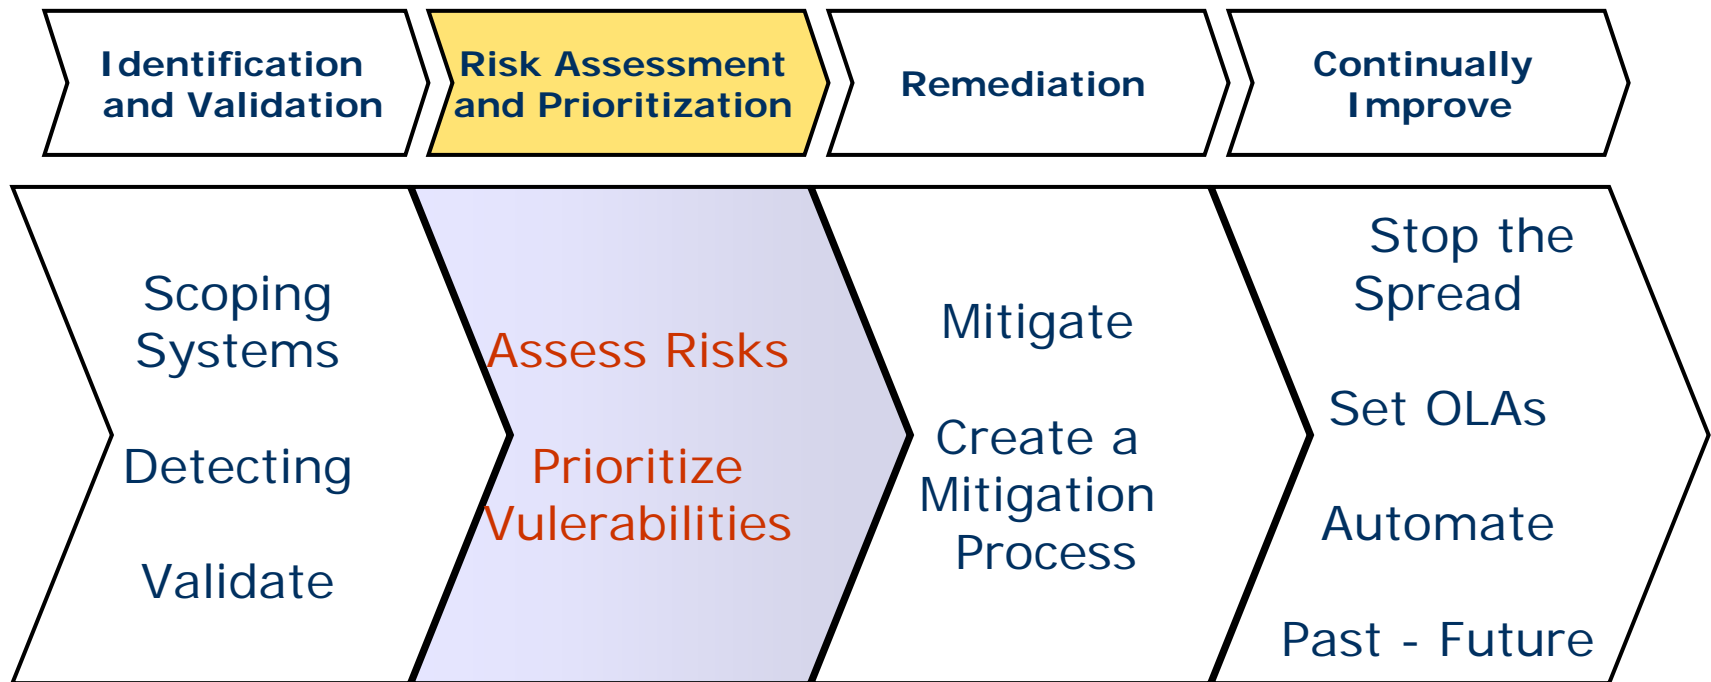 Identification
and Validation
Risk Assessment
and Prioritization
Remediation
Continually
Improve
Scoping
Systems
Detecting
Validate
Assess Risks
Prioritize
Vulerabilities
Mitigate
Create a
Mitigation
Process
Stop the
Spread
Set OLAs
Automate
Past - Future